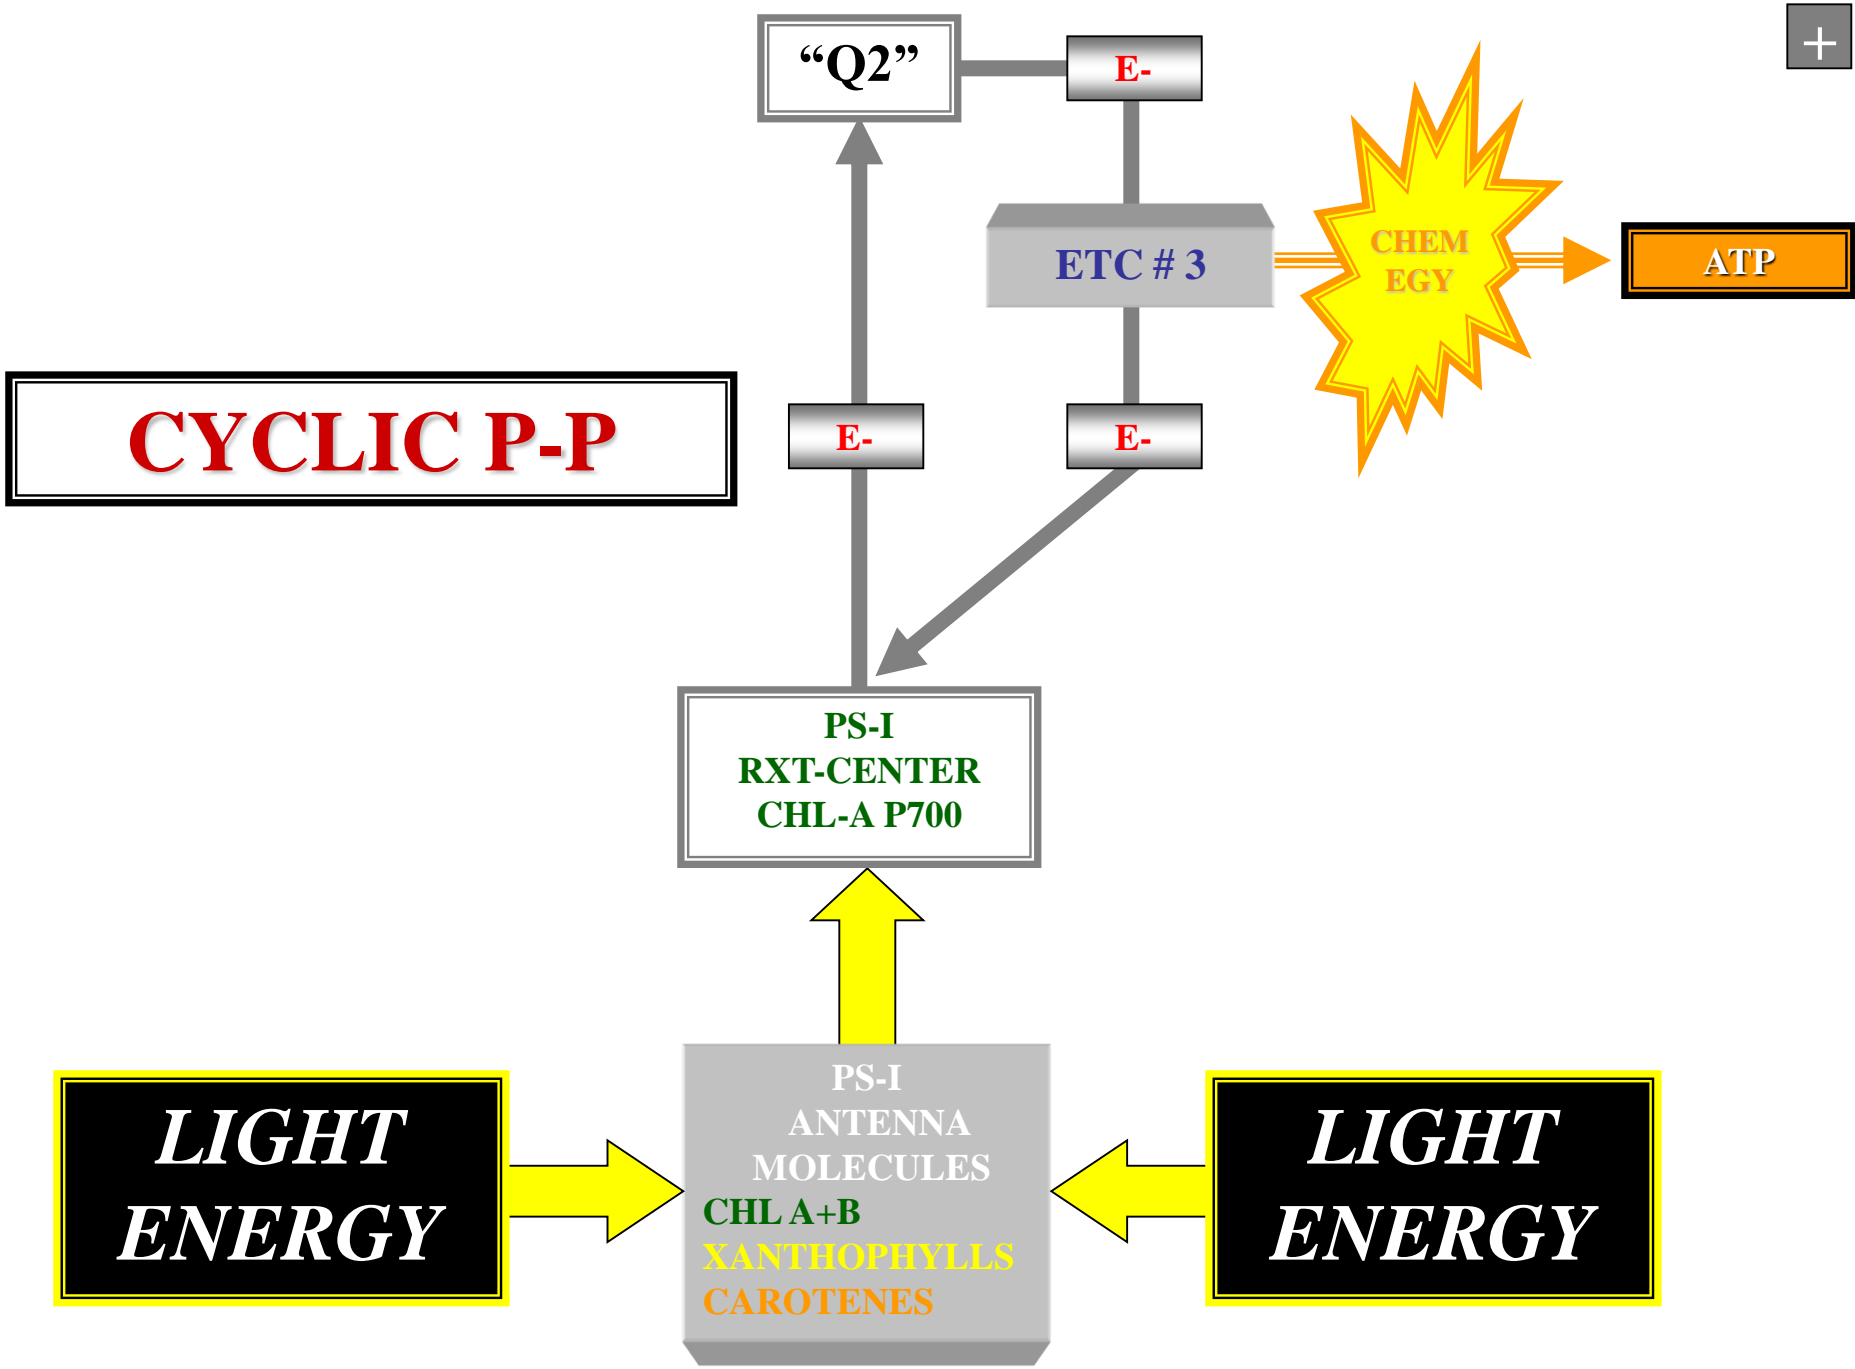 “Q2”
E-
+
CHEM
EGY
ETC # 3
ATP
CYCLIC P-P
E-
E-
PS-I
RXT-CENTER
CHL-A P700
PS-I
ANTENNA
MOLECULES
CHL A+B
XANTHOPHYLLS
CAROTENES
LIGHT
ENERGY
LIGHT
ENERGY